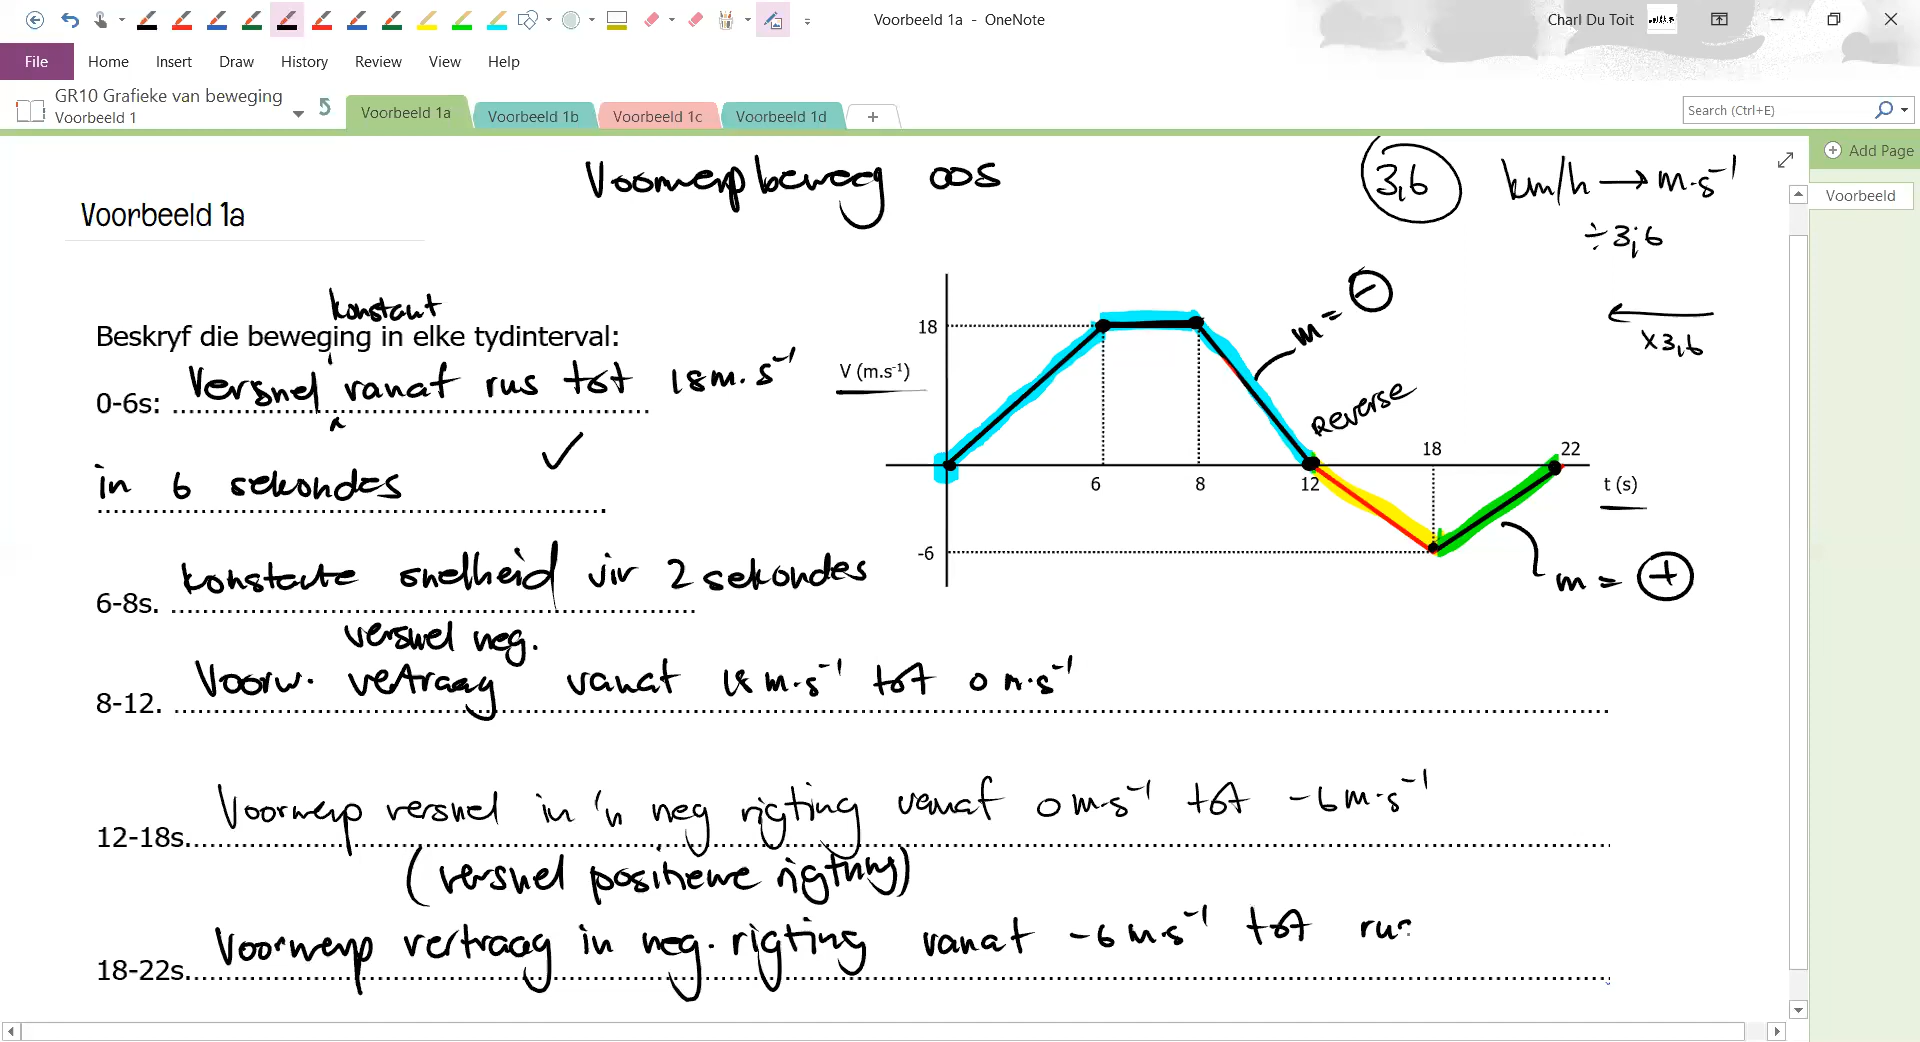 Voorbeeld 1a - OneNote
Charl Du Toit
File Home Insert Draw History Review View Help
GR10 Grafieke van beweging
Voorbeeld 1
Voorbeeld 1a Voorbeeld 1b Voorbeeld 1c Voorbeeld 1d +
Search (Ctrl+E)
Add Page
Voorbeeld
Voorwerp beweeg oos
3,6 km/h → m·s⁻¹
÷3,6
← x3,6
Voorbeeld 1a
konstant
Beskryf die beweging in elke tydinterval:
0-6s: Versnel vanaf rus tot 18 m·s⁻¹
in 6 sekondes ✓
6-8s. konstante snelheid vir 2 sekondes
versnel neg.
8-12. Voorw. vertraag vanaf 18 m·s⁻¹ tot 0 m·s⁻¹
12-18s. Voorwerp versnel in 'n neg rigting vanaf 0 m·s⁻¹ tot -6 m·s⁻¹
(versnel positiewe rigting)
18-22s. Voorwerp vertraag in neg. rigting vanaf -6 m·s⁻¹ tot rus
V (m.s⁻¹)
18
-6
6 8 12 18 22
t (s)
m = −
Reverse
m = +